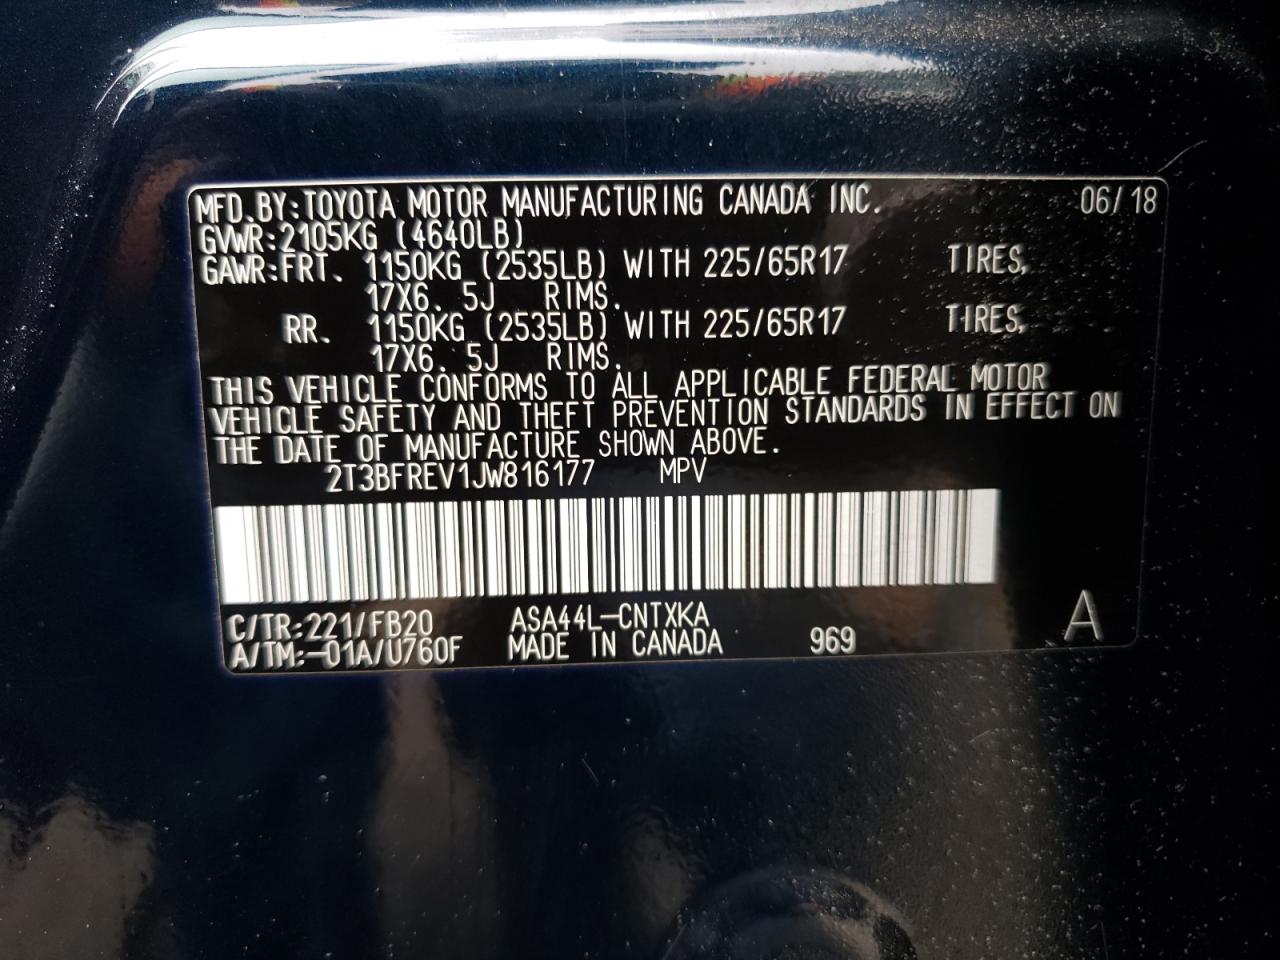 MFD.BY:TOYOTA MOTOR MANUFACTURING CANADA INC. 06/18
GVWR:2105KG (4640LB)
GAWR:FRT. 1150KG (2535LB) WITH 225/65R17 TIRES,
17X6. 5J RIMS.
RR. 1150KG (2535LB) WITH 225/65R17 TIRES,
17X6. 5J RIMS.
THIS VEHICLE CONFORMS TO ALL APPLICABLE FEDERAL MOTOR
VEHICLE SAFETY AND THEFT PREVENTION STANDARDS IN EFFECT ON
THE DATE OF MANUFACTURE SHOWN ABOVE.
2T3BFREV1JW816177 MPV
C/TR:221/FB20 ASA44L-CNTXKA A
A/TM:-01A/U760F MADE IN CANADA 969